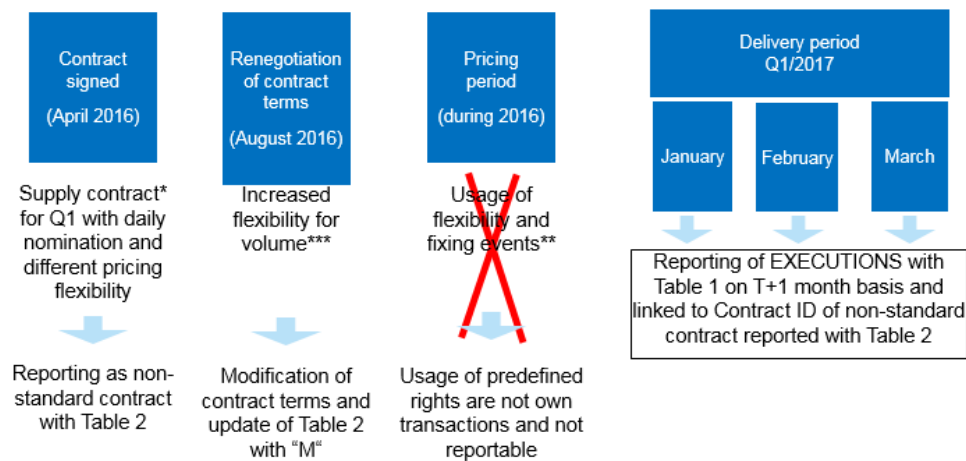 Contract
signed
(April 2016)
Supply contract*
for Q1 with daily
nomination and
different pricing
flexibility
Reporting as non-
standard contract
with Table 2
Renegotiation
of contract
terms
(August 2016)
Increased
flexibility for
volume***
Modification of
contract terms and
update of Table 2
with “M“
Pricing
period
(during 2016)
Usage of
flexibility and
fixing events**
Usage of predefined
rights are not own
transactions and not
reportable
Delivery period
Q1/2017
January
February
March
Reporting of EXECUTIONS with
Table 1 on T+1 month basis and
linked to Contract ID of non-standard
contract reported with Table 2